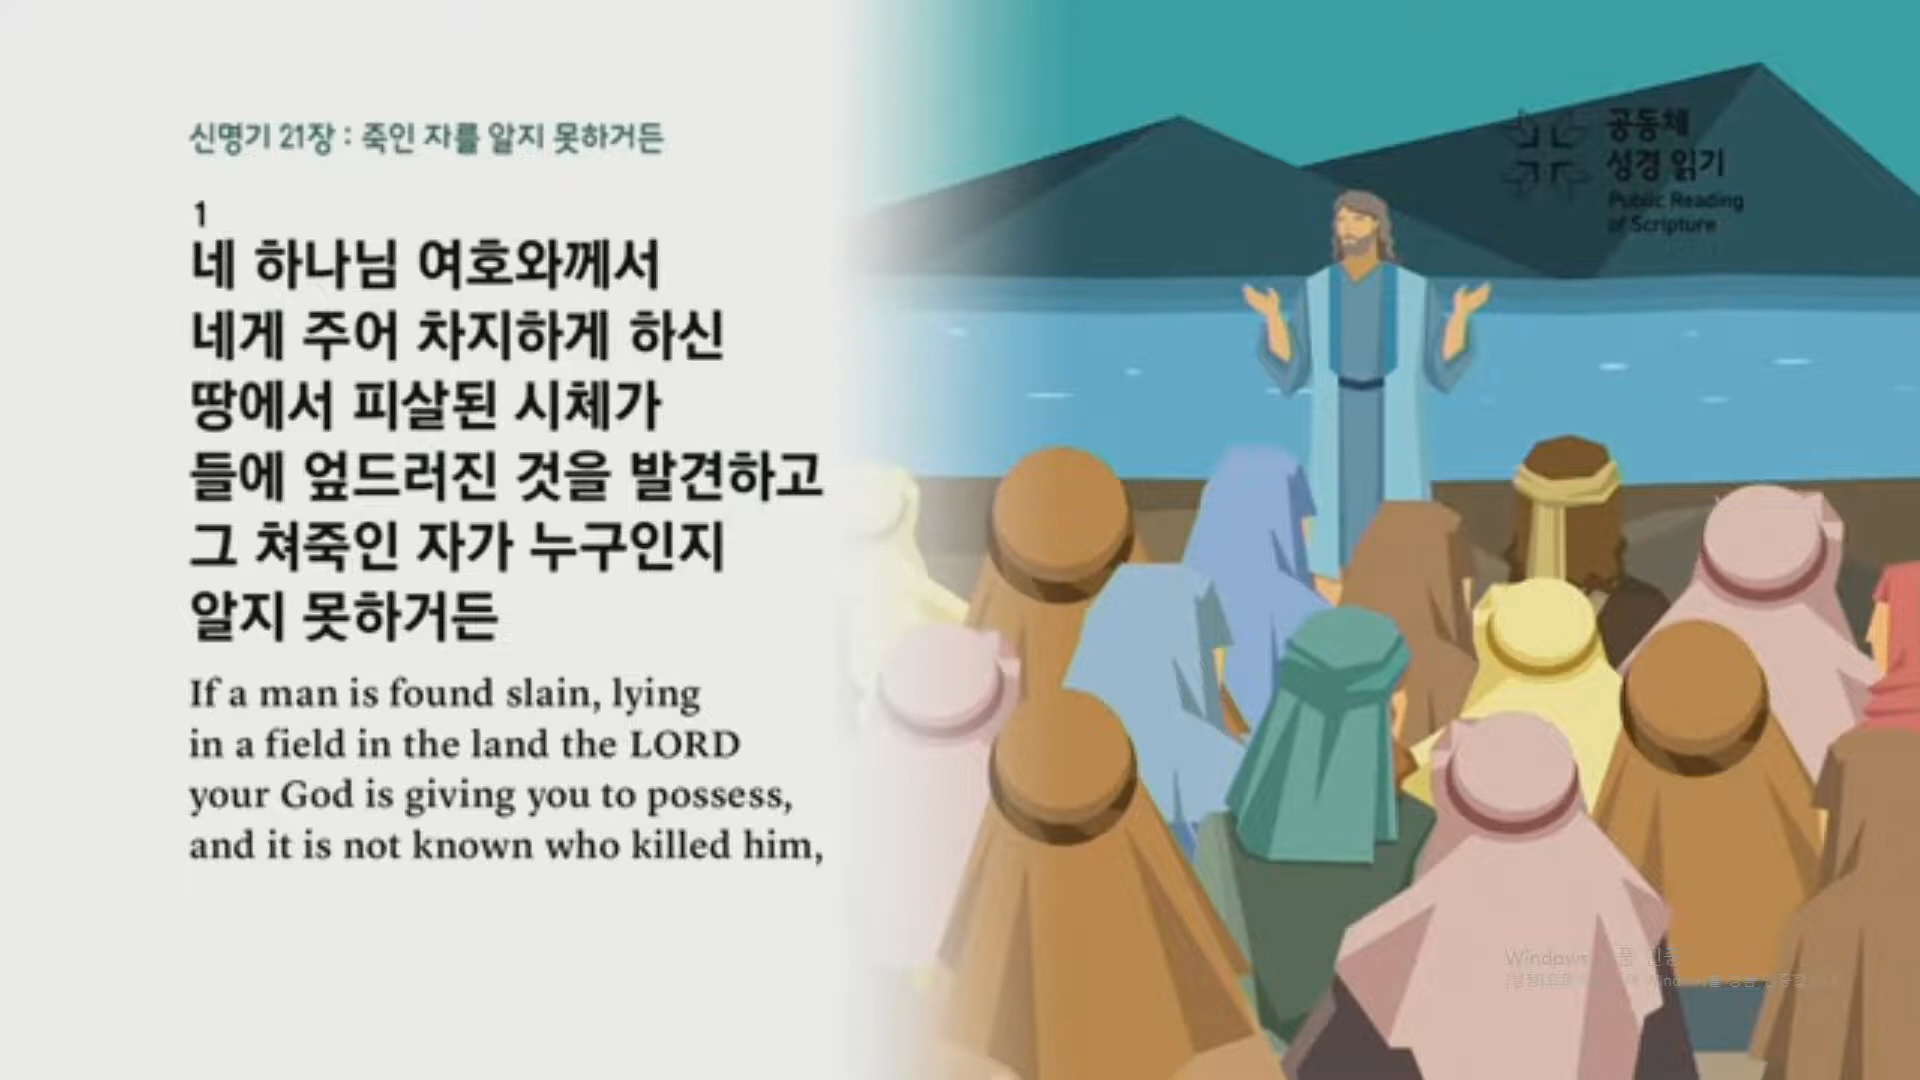 신명기 21장 : 죽인 자를 알지 못하거든
1
네 하나님 여호와께서
네게 주어 차지하게 하신
땅에서 피살된 시체가
들에 엎드러진 것을 발견하고
그 쳐죽인 자가 누구인지
알지 못하거든
If a man is found slain, lying
in a field in the land the LORD
your God is giving you to possess,
and it is not known who killed him,
공동체
성경 읽기
Public Reading
of Scripture
Windows